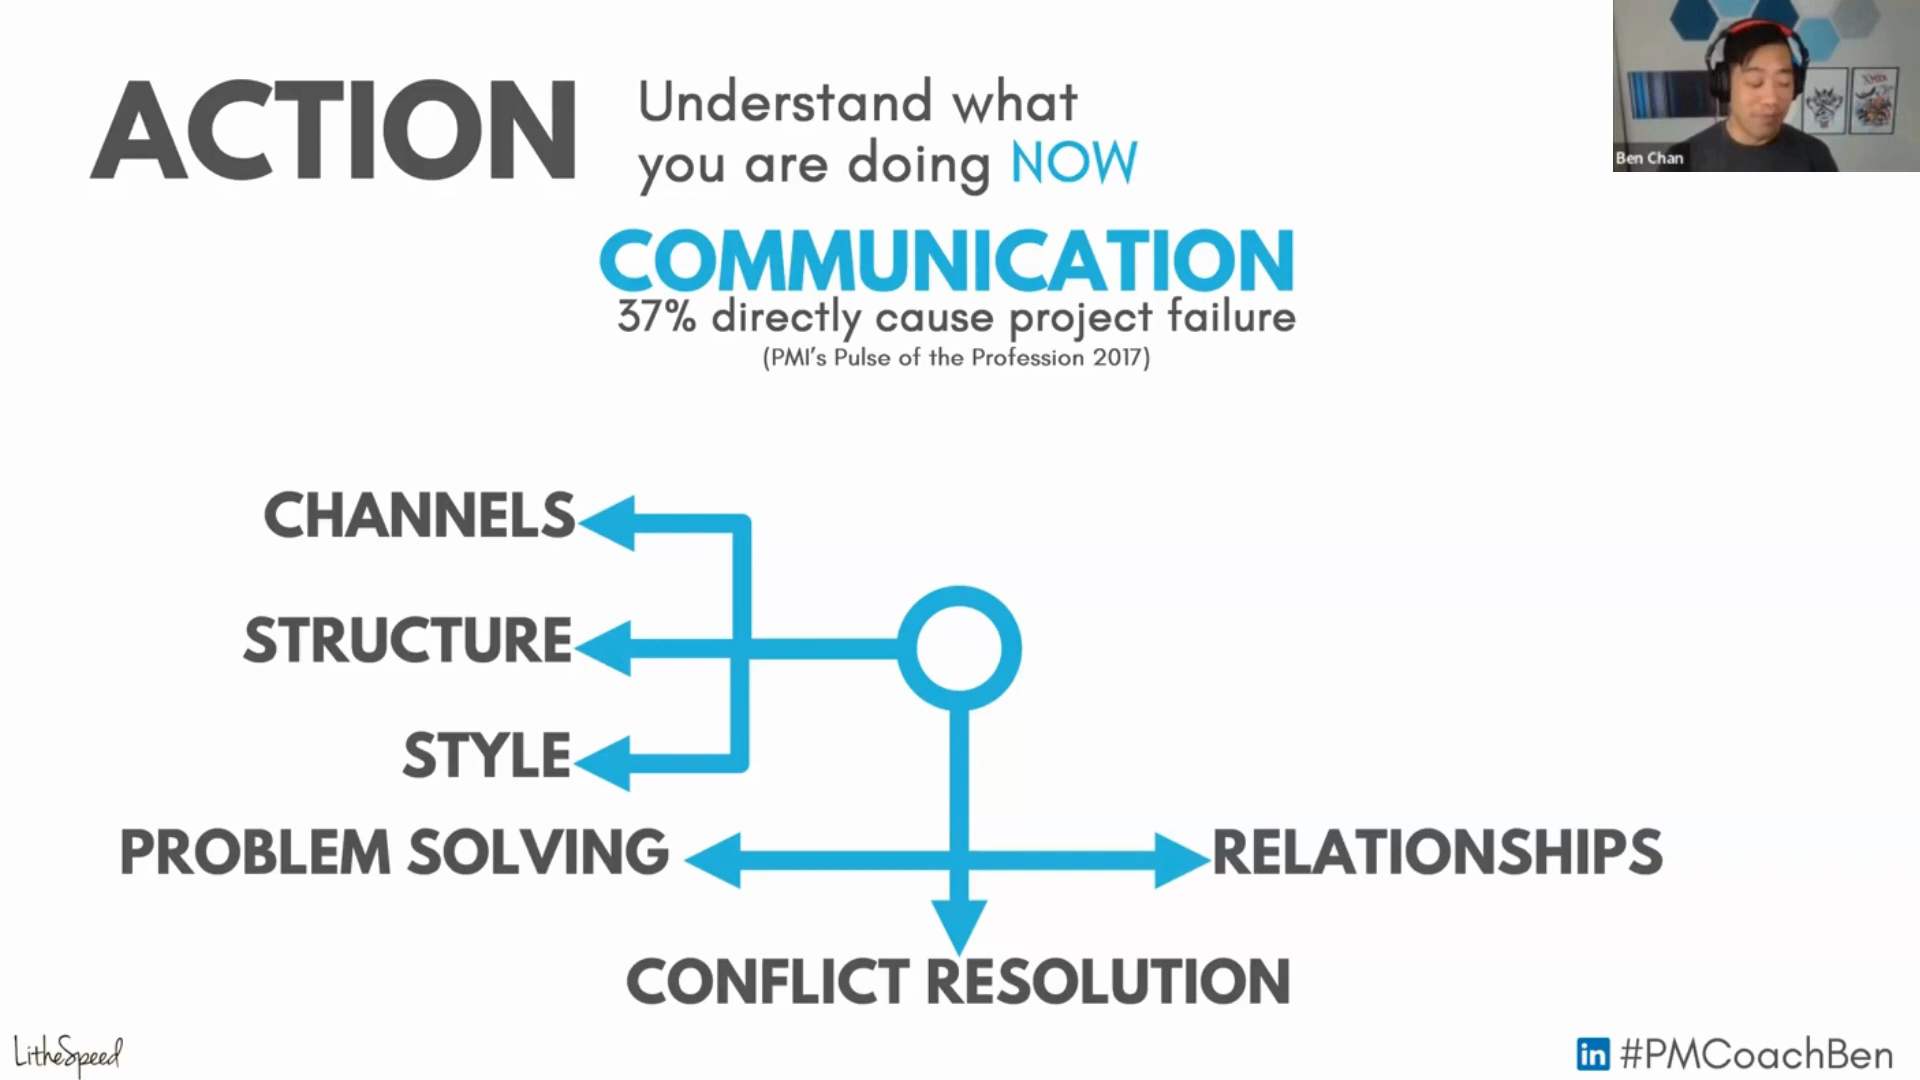 ACTION
Understand what
you are doing NOW
Ben Chan
COMMUNICATION
37% directly cause project failure
(PMI's Pulse of the Profession 2017)
CHANNELS
STRUCTURE
STYLE
PROBLEM SOLVING
RELATIONSHIPS
CONFLICT RESOLUTION
LitheSpeed
in #PMCoachBen